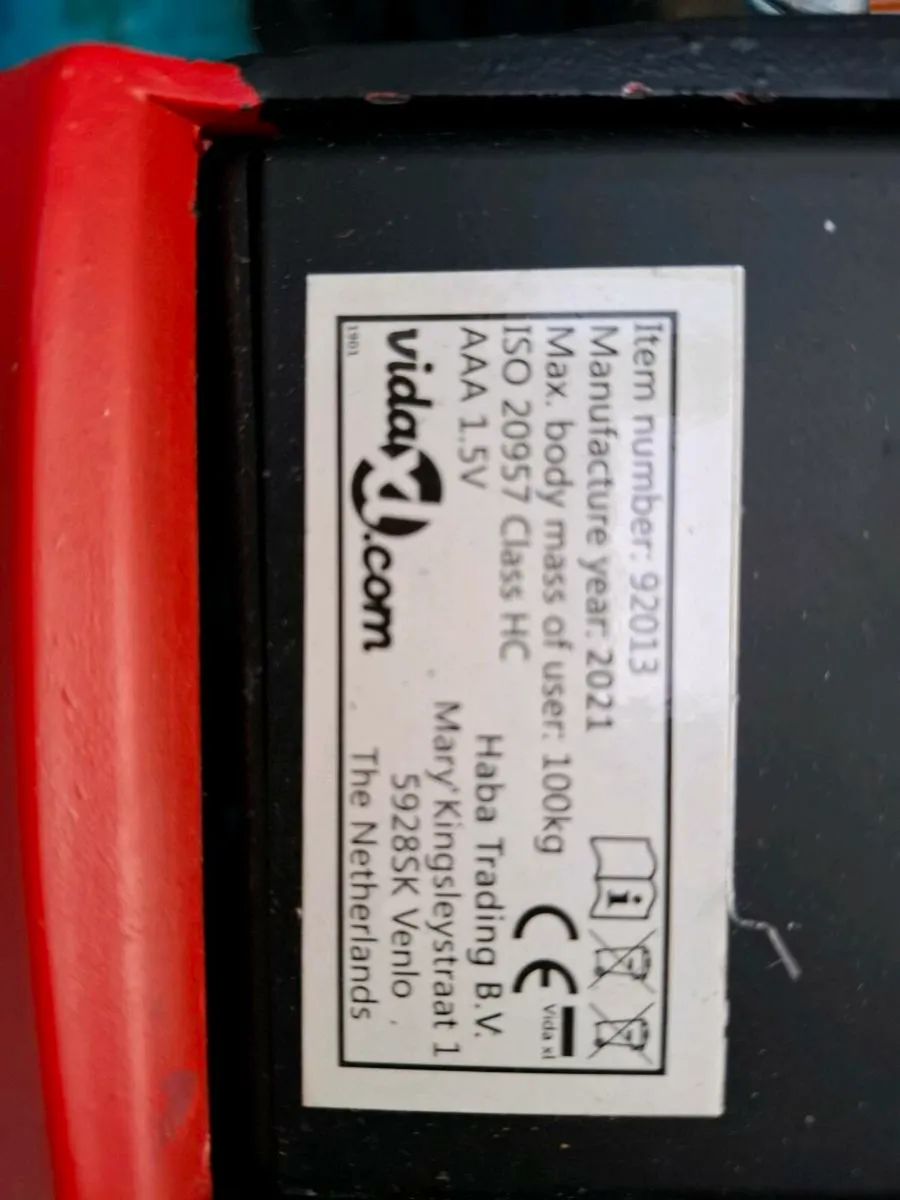 Item number: 92013
Manufacture year: 2021
Max. body mass of user: 100kg
ISO 20957 Class HC
AAA 1.5V
Vida xl
Haba Trading B.V.
Mary Kingsleystraat 1
5928SK Venlo
The Netherlands
vidaXL.com
1901